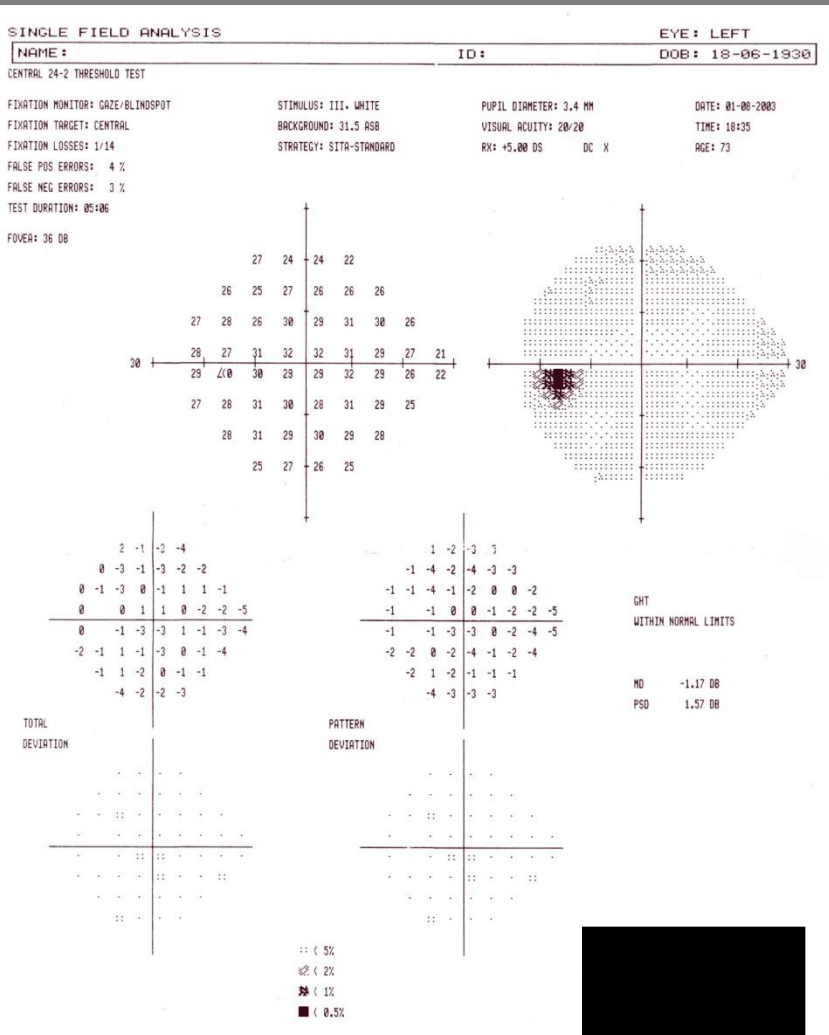 SINGLE FIELD ANALYSIS EYE: LEFT
NAME: ID: DOB: 18-06-1930
CENTRAL 24-2 THRESHOLD TEST
FIXATION MONITOR: GAZE/BLINDSPOT STIMULUS: III, WHITE PUPIL DIAMETER: 3.4 MM DATE: 01-08-2003
FIXATION TARGET: CENTRAL BACKGROUND: 31.5 ASB VISUAL ACUITY: 20/20 TIME: 18:35
FIXATION LOSSES: 1/14 STRATEGY: SITA-STANDARD RX: +5.00 DS DC X AGE: 73
FALSE POS ERRORS: 4 %
FALSE NEG ERRORS: 3 %
TEST DURATION: 05:06
FOVEA: 36 DB
27 24 24 22
26 25 27 26 26 26
27 28 26 30 29 31 30 26
28 27 31 32 32 31 29 27 21
30 30
29 <0 30 29 29 32 29 26 22
27 28 31 30 28 31 29 25
28 31 29 30 29 28
25 27 26 25
2 -1 -3 -4 1 -2 -3
0 -3 -1 -3 -2 -2 -1 -4 -2 -4 -3 -3
0 -1 -3 0 -1 1 1 -1 -1 -1 -4 -1 -2 0 0 -2
0 0 1 1 0 -2 -2 -5 -1 -1 0 0 -1 -2 -2 -5
0 -1 -3 -3 1 -1 -3 -4 -1 -1 -3 -3 0 -2 -4 -5
-2 -1 1 -1 -3 0 -1 -4 -2 -2 0 -2 -4 -1 -2 -4
-1 1 -2 0 -1 -1 -2 1 -2 -1 -1 -1
-4 -2 -2 -3 -4 -3 -3 -3
GHT
WITHIN NORMAL LIMITS
MD -1.17 DB
PSD 1.57 DB
TOTAL PATTERN
DEVIATION DEVIATION
< 5%
< 2%
< 1%
< 0.5%